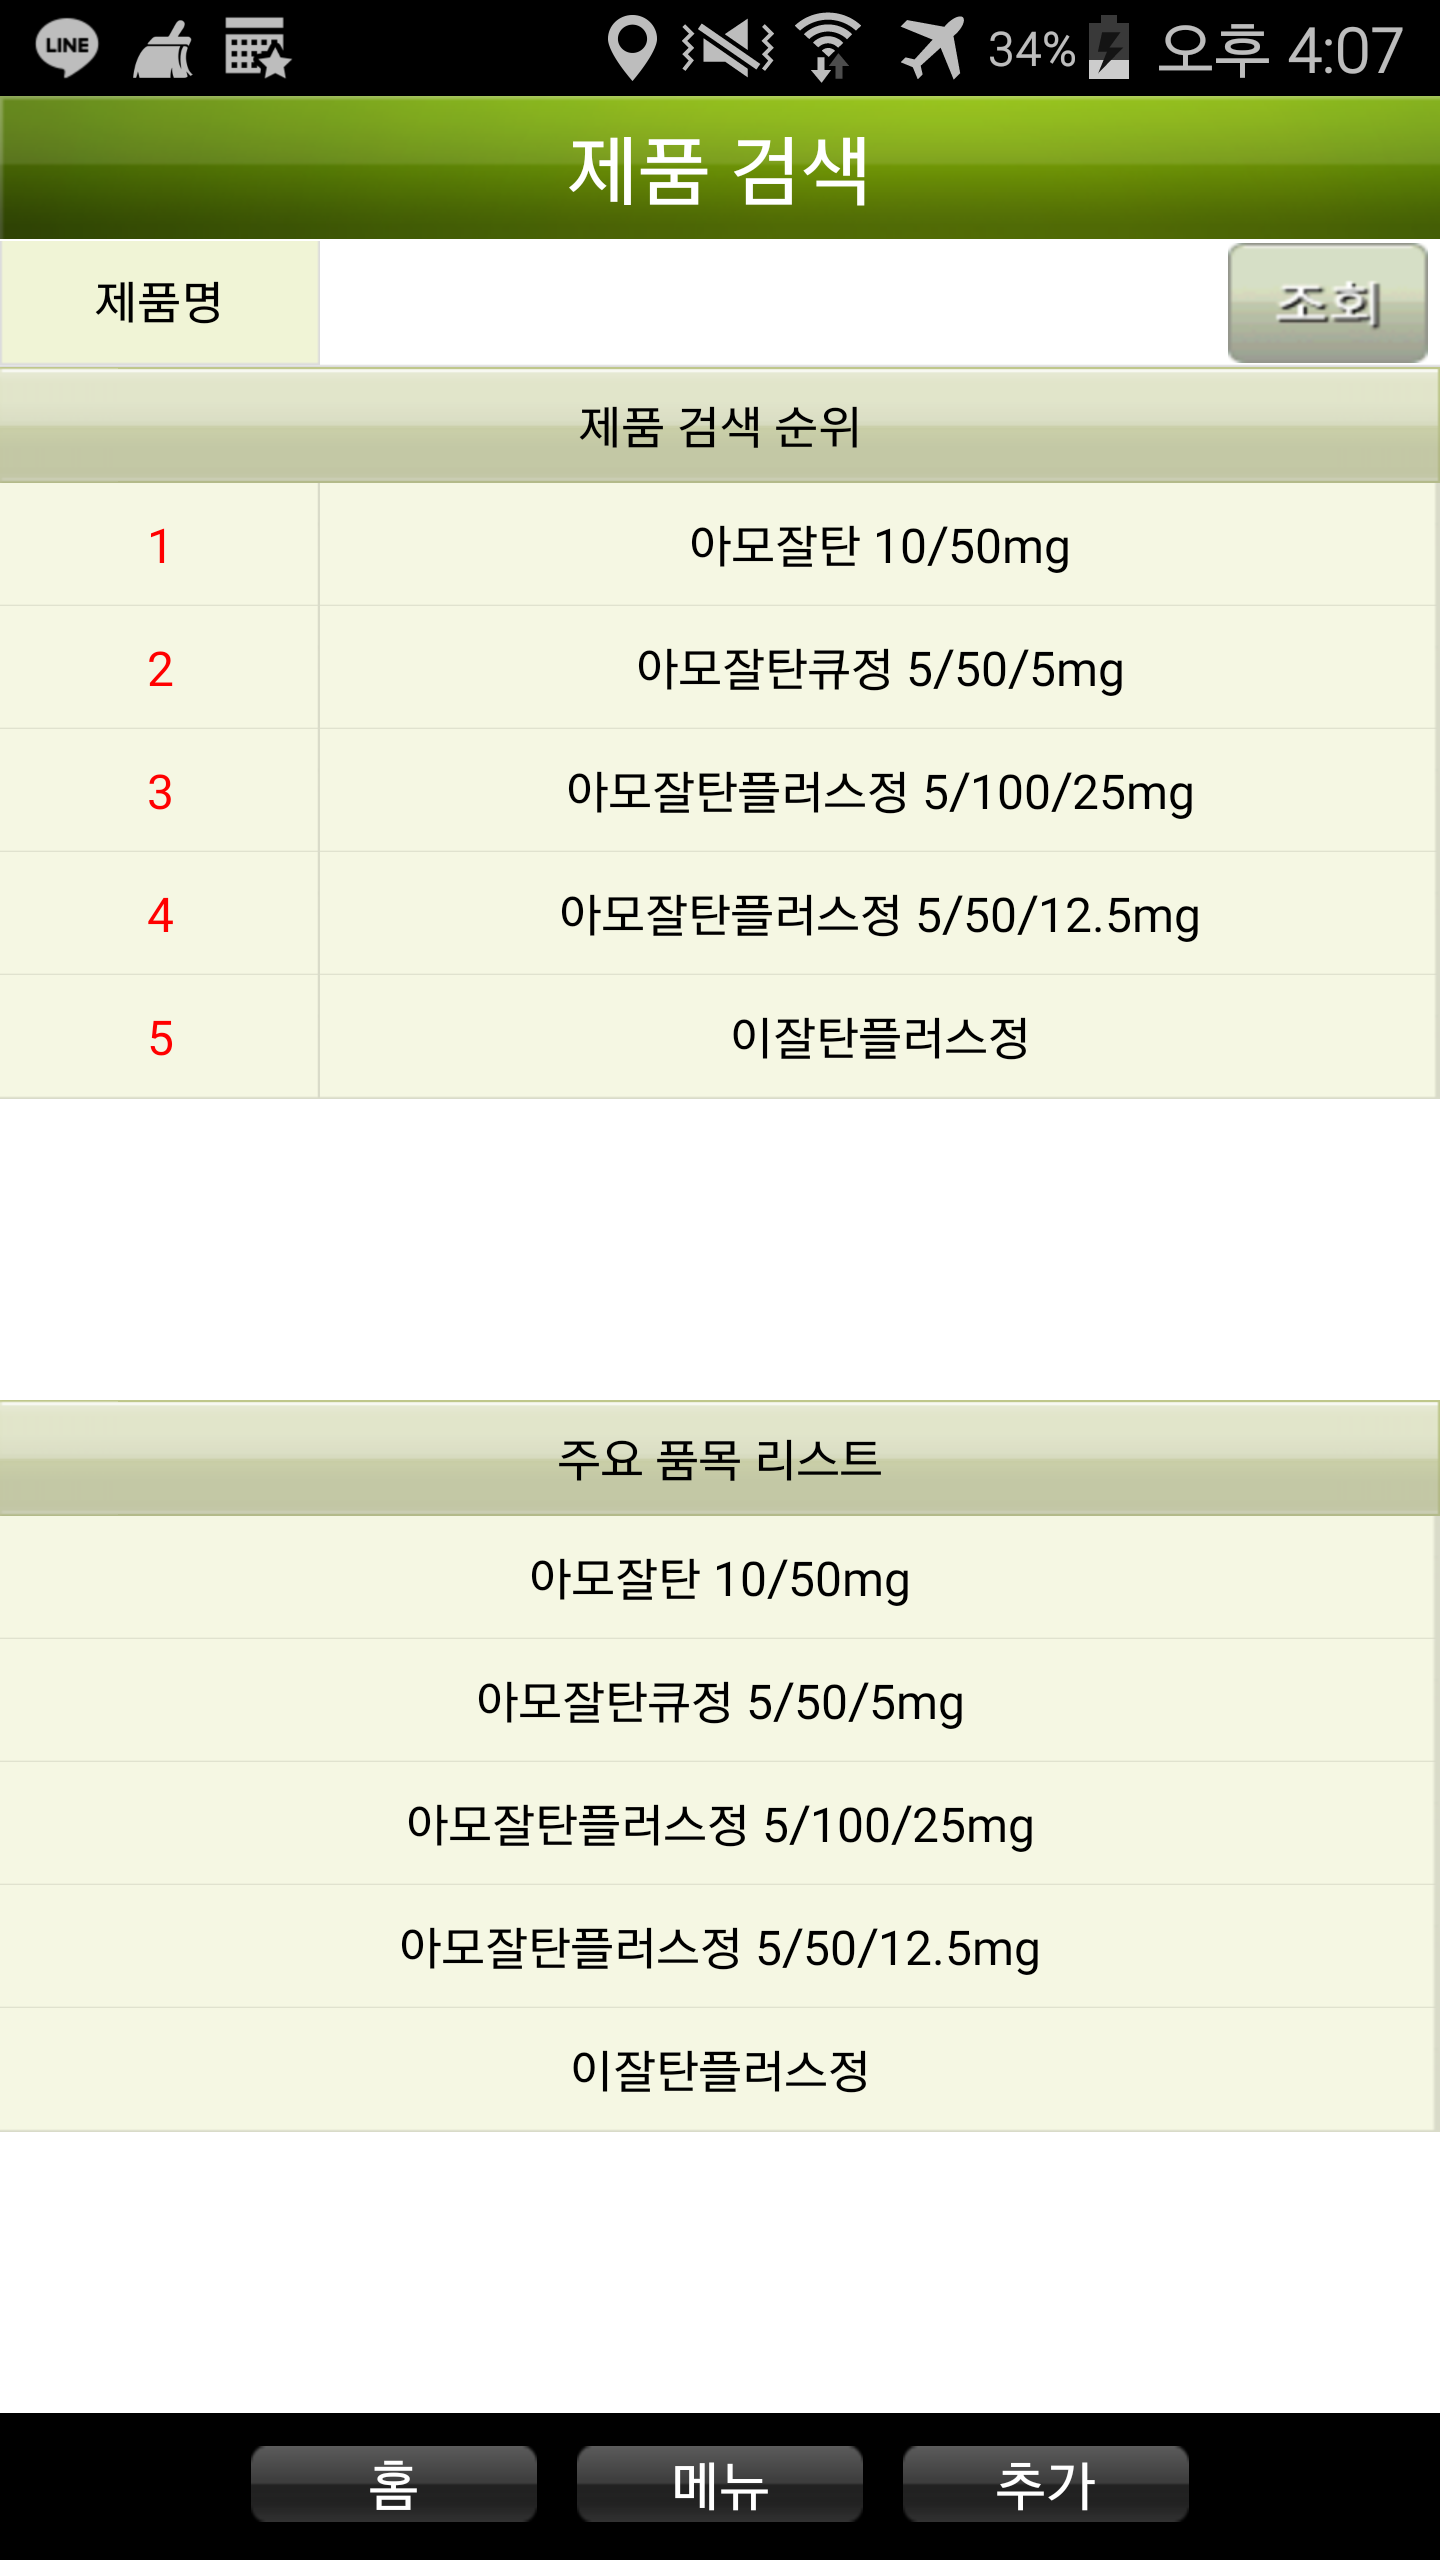 LINE 34% 오후 4:07
제품 검색
제품명 조회
제품 검색 순위
1 아모잘탄 10/50mg
2 아모잘탄큐정 5/50/5mg
3 아모잘탄플러스정 5/100/25mg
4 아모잘탄플러스정 5/50/12.5mg
5 이잘탄플러스정
주요 품목 리스트
아모잘탄 10/50mg
아모잘탄큐정 5/50/5mg
아모잘탄플러스정 5/100/25mg
아모잘탄플러스정 5/50/12.5mg
이잘탄플러스정
홈 메뉴 추가